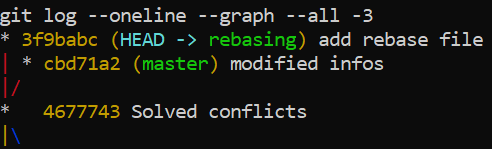 git log --oneline --graph --all -3
* 3f9babc (HEAD -> rebasing) add rebase file
| * cbd71a2 (master) modified infos
|/
*   4677743 Solved conflicts
|\